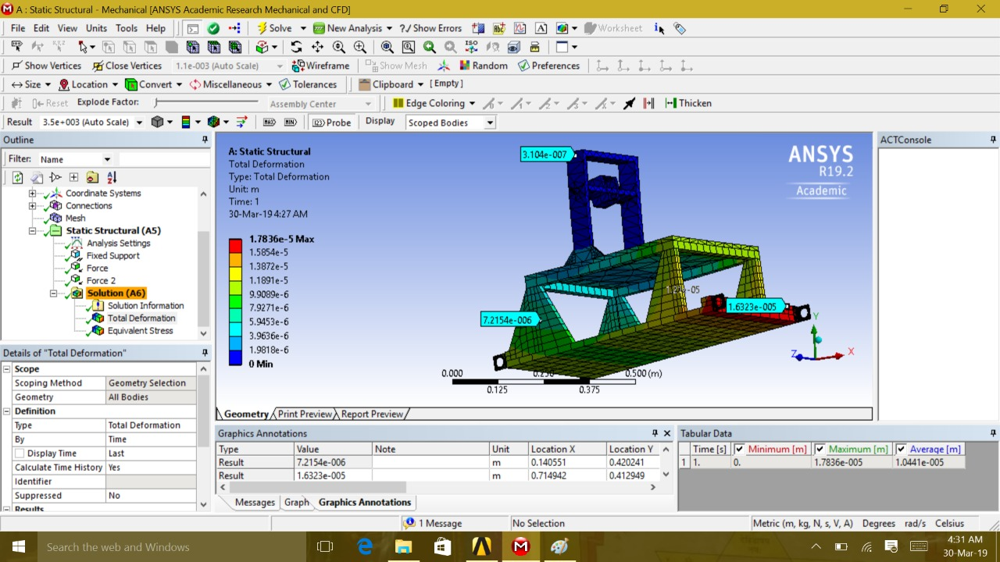 A : Static Structural - Mechanical [ANSYS Academic Research Mechanical and CFD]
File Edit View Units Tools Help Solve New Analysis ?/ Show Errors Worksheet
Show Vertices Close Vertices 1.1e-003 (Auto Scale) Wireframe Show Mesh Random Preferences
Size Location Convert Miscellaneous Tolerances Clipboard [ Empty ]
Reset Explode Factor: Assembly Center Edge Coloring Thicken
Result 3.5e+003 (Auto Scale) MAX MIN Probe Display Scoped Bodies
Outline
Filter: Name
Coordinate Systems
Connections
Mesh
Static Structural (A5)
Analysis Settings
Fixed Support
Force
Force 2
Solution (A6)
Solution Information
Total Deformation
Equivalent Stress
Details of "Total Deformation"
Scope
Scoping Method Geometry Selection
Geometry All Bodies
Definition
Type Total Deformation
By Time
Display Time Last
Calculate Time History Yes
Identifier
Suppressed No
Results
A: Static Structural
Total Deformation
Type: Total Deformation
Unit: m
Time: 1
30-Mar-19 4:27 AM
1.7836e-5 Max
1.5854e-5
1.3872e-5
1.1891e-5
9.9089e-6
7.9271e-6
5.9453e-6
3.9636e-6
1.9818e-6
0 Min
3.104e-007
7.2154e-006
1.6323e-005
ANSYS
R19.2
Academic
Y
X
Z
0.000 0.250 0.500 (m)
0.125 0.375
Geometry Print Preview Report Preview
ACTConsole
Graphics Annotations
Type Value Note Unit Location X Location Y
Result 7.2154e-006 m 0.140551 0.420241
Result 1.6323e-005 m 0.714942 0.412949
Messages Graph Graphics Annotations
Tabular Data
Time [s] Minimum [m] Maximum [m] Average [m]
1 1. 0. 1.7836e-005 1.0441e-005
1 Message No Selection Metric (m, kg, N, s, V, A) Degrees rad/s Celsius
Search the web and Windows
4:31 AM
30-Mar-19